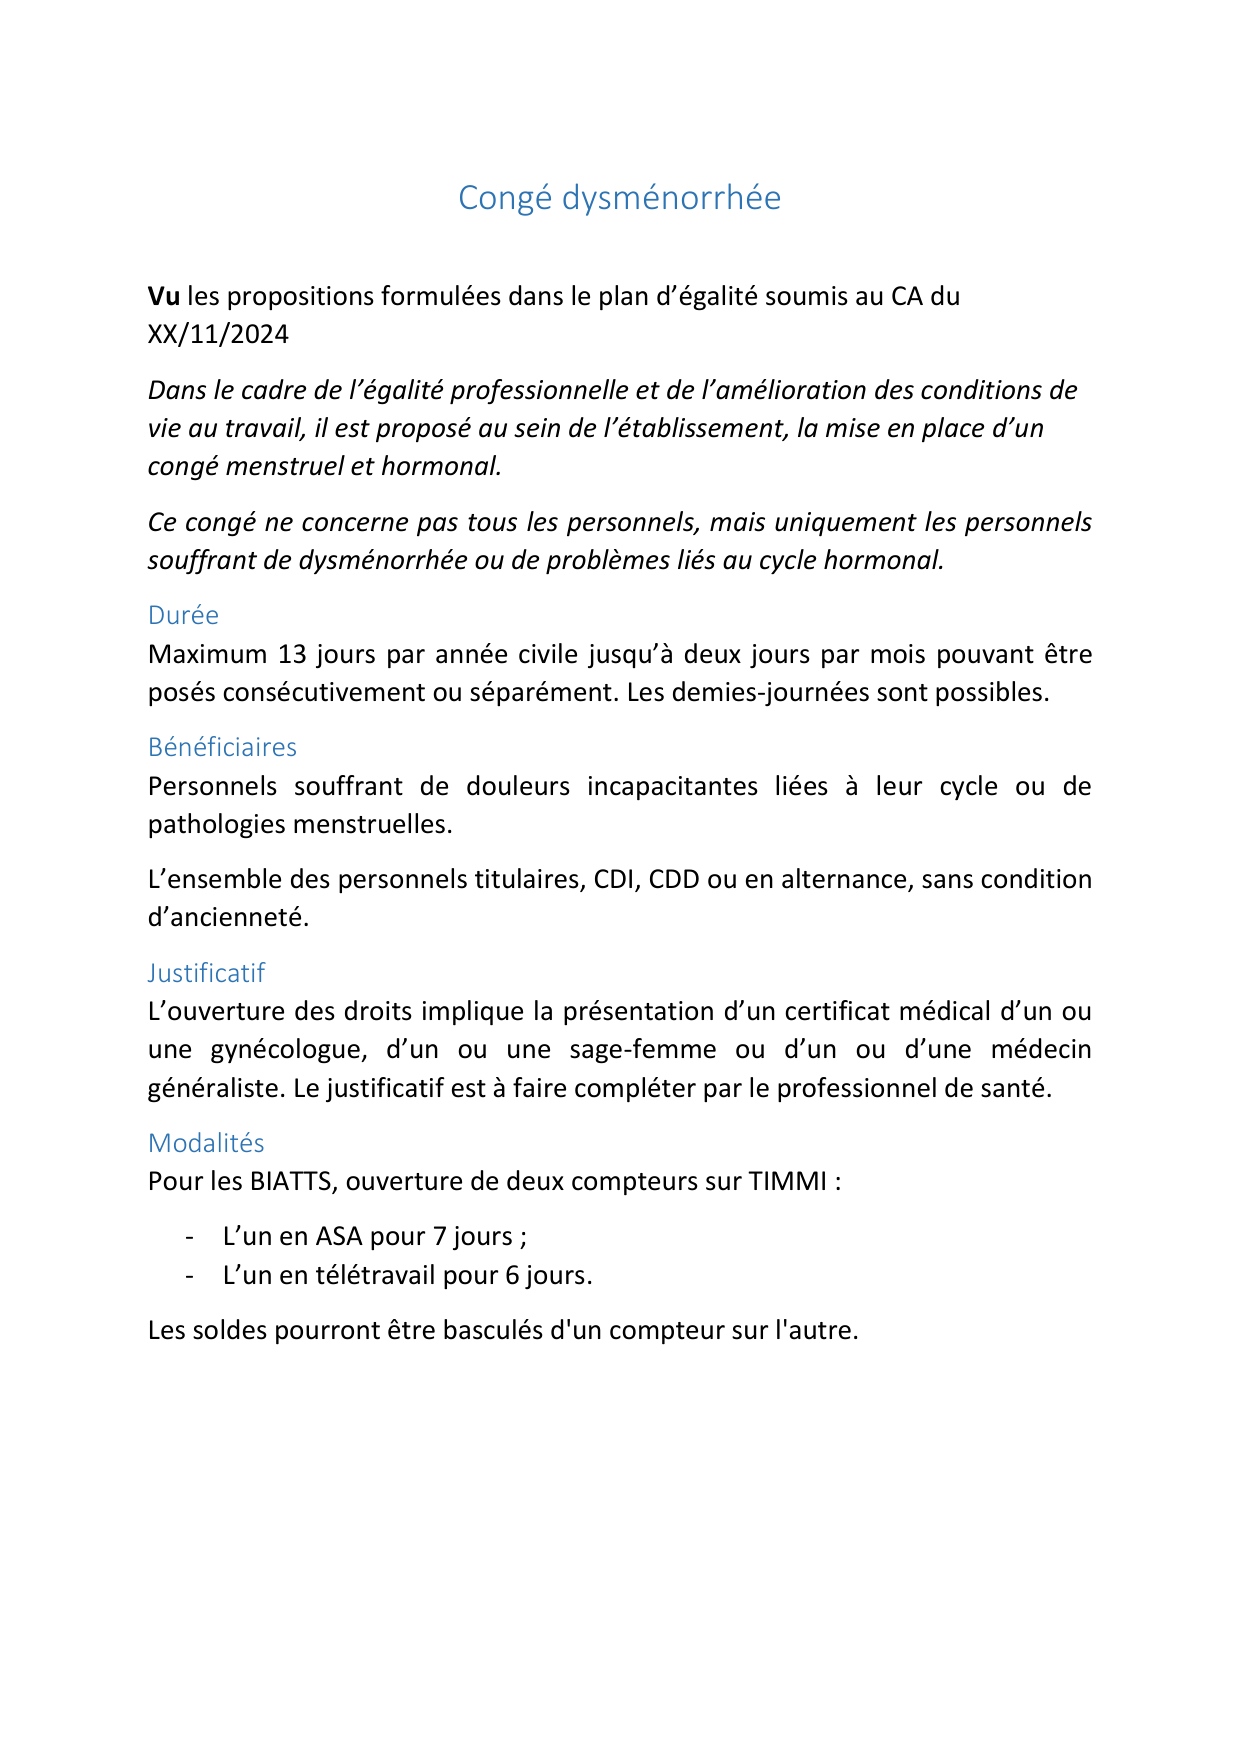 Congé dysménorrhée
Vu les propositions formulées dans le plan d’égalité soumis au CA du
XX/11/2024
Dans le cadre de l’égalité professionnelle et de l’amélioration des conditions de
vie au travail, il est proposé au sein de l’établissement, la mise en place d’un
congé menstruel et hormonal.
Ce congé ne concerne pas tous les personnels, mais uniquement les personnels
souffrant de dysménorrhée ou de problèmes liés au cycle hormonal.
Durée
Maximum 13 jours par année civile jusqu’à deux jours par mois pouvant être
posés consécutivement ou séparément. Les demies-journées sont possibles.
Bénéficiaires
Personnels souffrant de douleurs incapacitantes liées à leur cycle ou de
pathologies menstruelles.
L’ensemble des personnels titulaires, CDI, CDD ou en alternance, sans condition
d’ancienneté.
Justificatif
L’ouverture des droits implique la présentation d’un certificat médical d’un ou
une gynécologue, d’un ou une sage-femme ou d’un ou d’une médecin
généraliste. Le justificatif est à faire compléter par le professionnel de santé.
Modalités
Pour les BIATTS, ouverture de deux compteurs sur TIMMI :
- L’un en ASA pour 7 jours ;
- L’un en télétravail pour 6 jours.
Les soldes pourront être basculés d'un compteur sur l'autre.